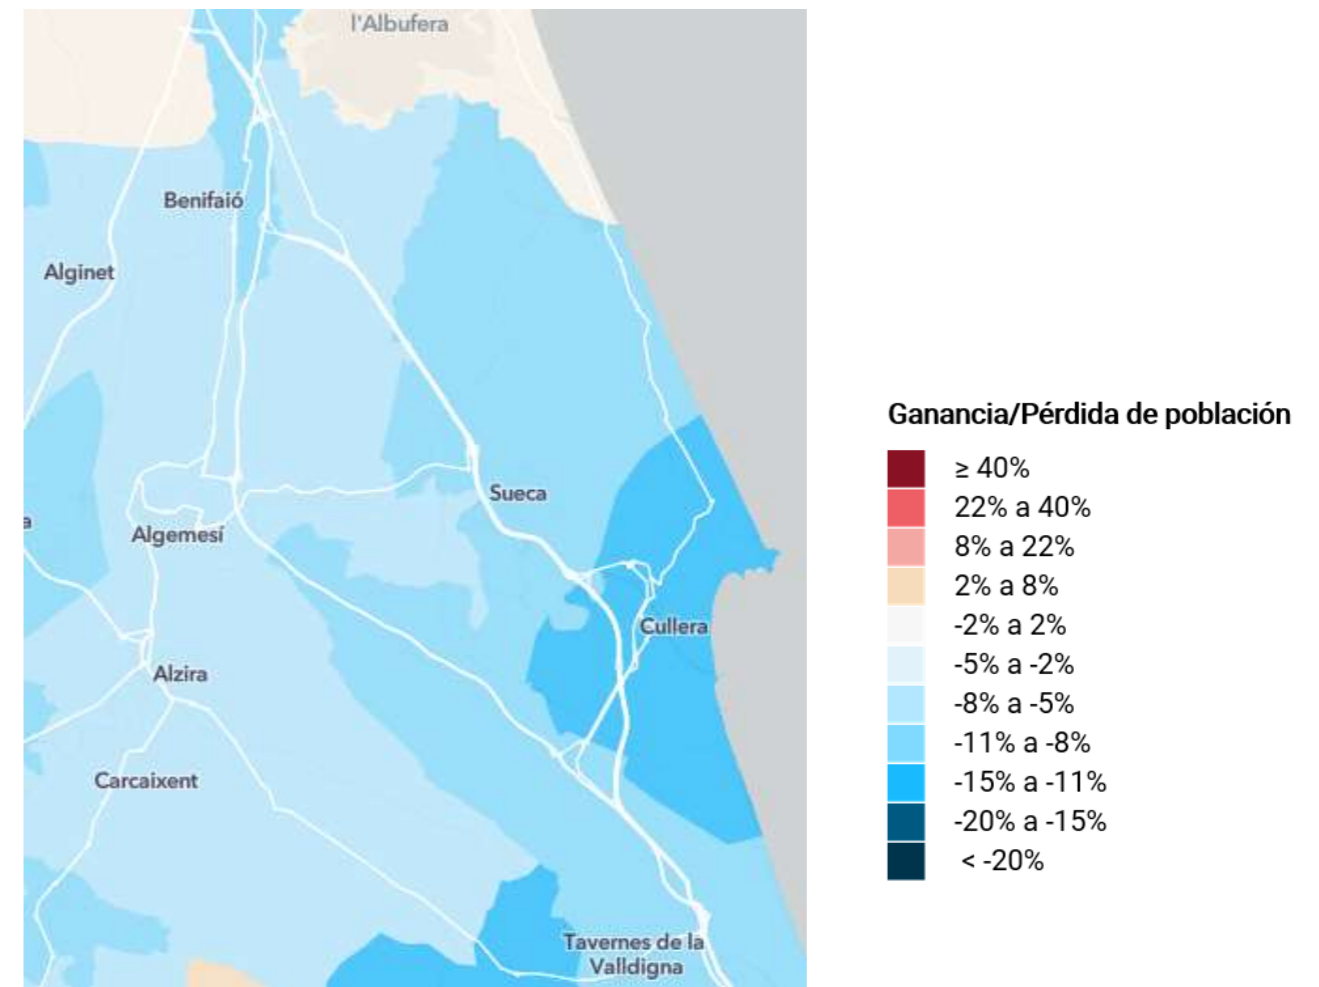 l'Albufera
Benifaió
Alginet
Sueca
a
Algemesí
Cullera
Alzira
Carcaixent
Tavernes de la
Valldigna
Ganancia/Pérdida de población
≥ 40%
22% a 40%
8% a 22%
2% a 8%
-2% a 2%
-5% a -2%
-8% a -5%
-11% a -8%
-15% a -11%
-20% a -15%
< -20%